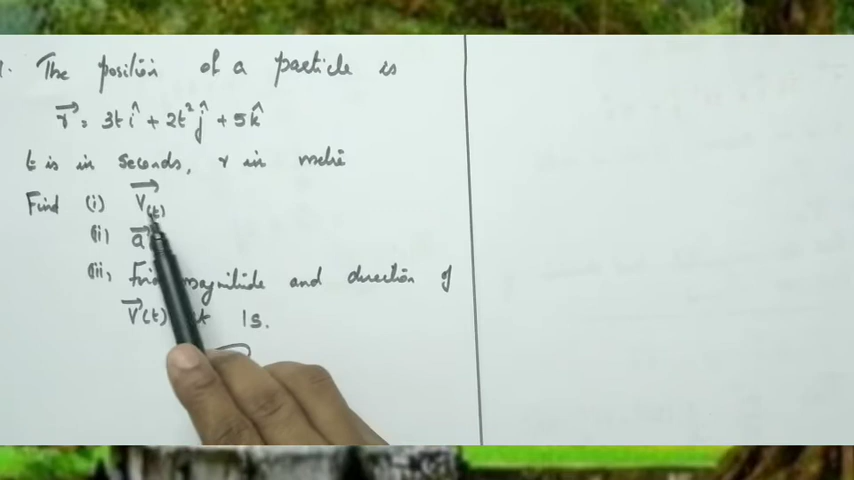 The position of a particle is
r⃗ = 3t î + 2t² ĵ + 5 k̂
t is in seconds, r in metre
Find (i) V⃗(t)
(ii) a⃗
(iii) Find magnitude and direction of
V⃗(t) at 1s.